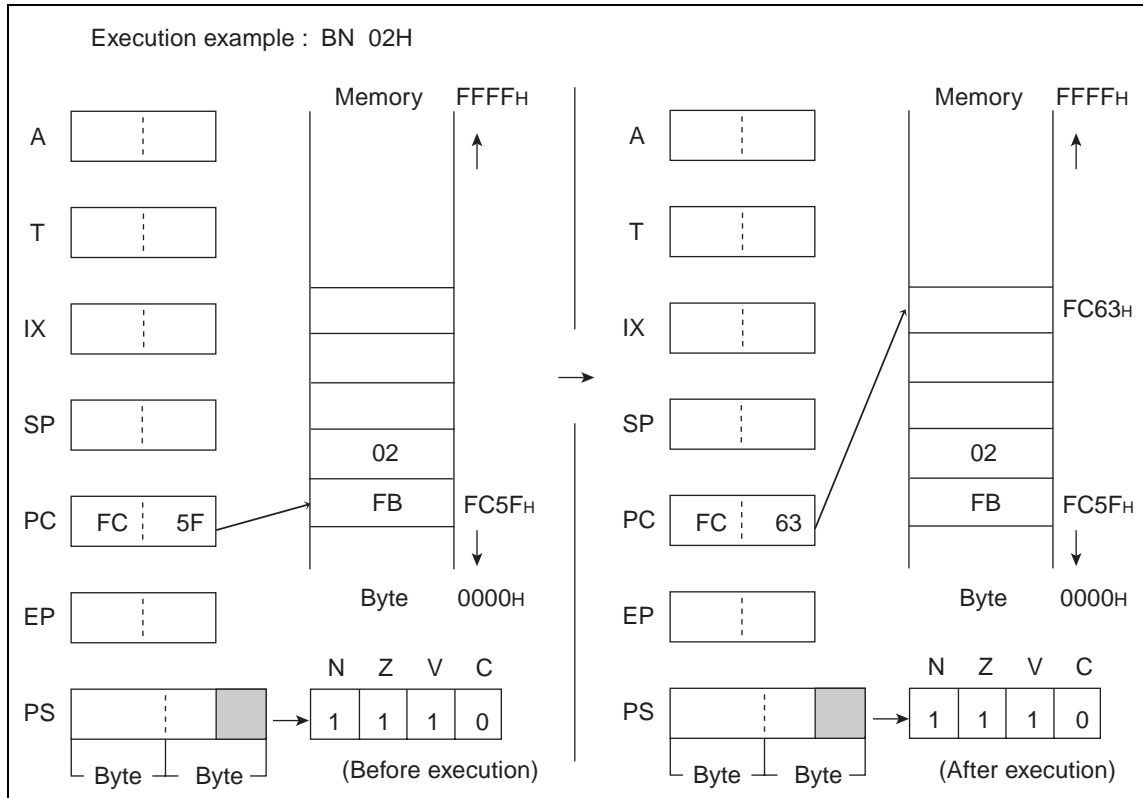 Execution example : BN 02H
Memory FFFFH
A
T
IX
SP
02
PC FC 5F FB FC5FH
EP
Byte 0000H
N Z V C
PS 1 1 1 0
Byte Byte (Before execution)
Memory FFFFH
A
T
IX FC63H
SP
02
PC FC 63 FB FC5FH
EP
Byte 0000H
N Z V C
PS 1 1 1 0
Byte Byte (After execution)